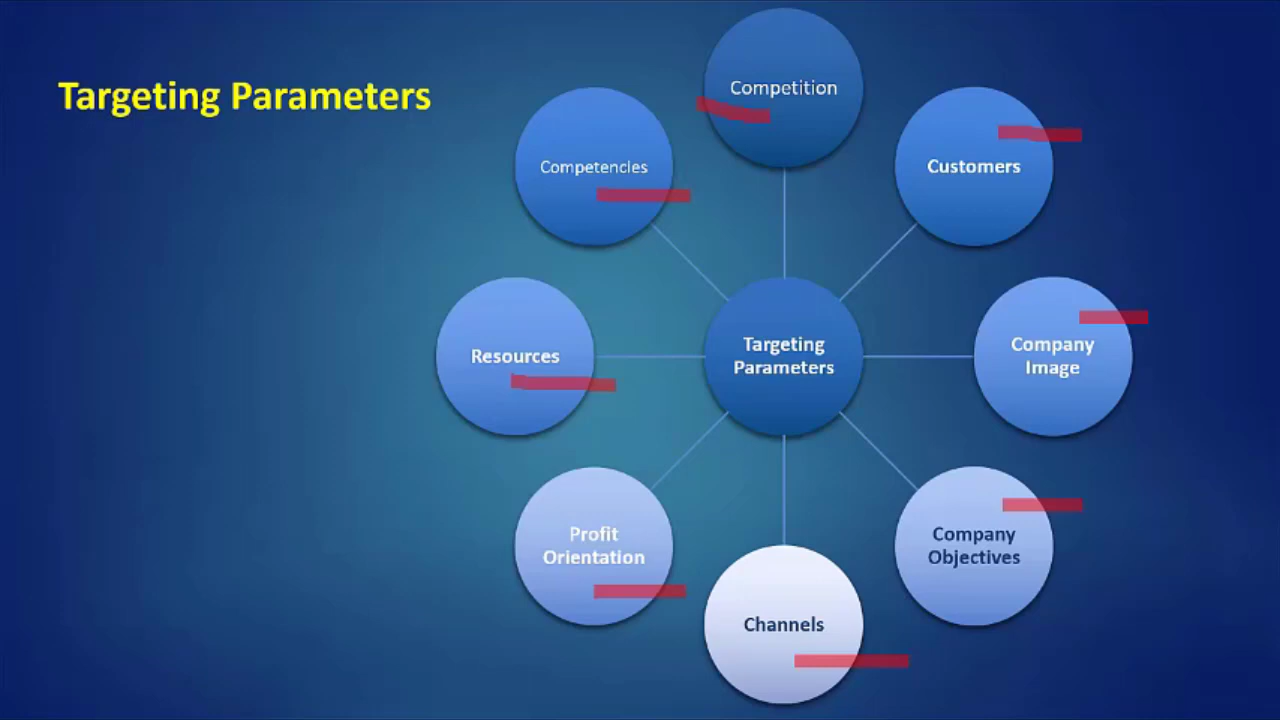 Targeting Parameters
Competition
Customers
Company
Image
Company
Objectives
Channels
Profit
Orientation
Resources
Competencies
Targeting
Parameters